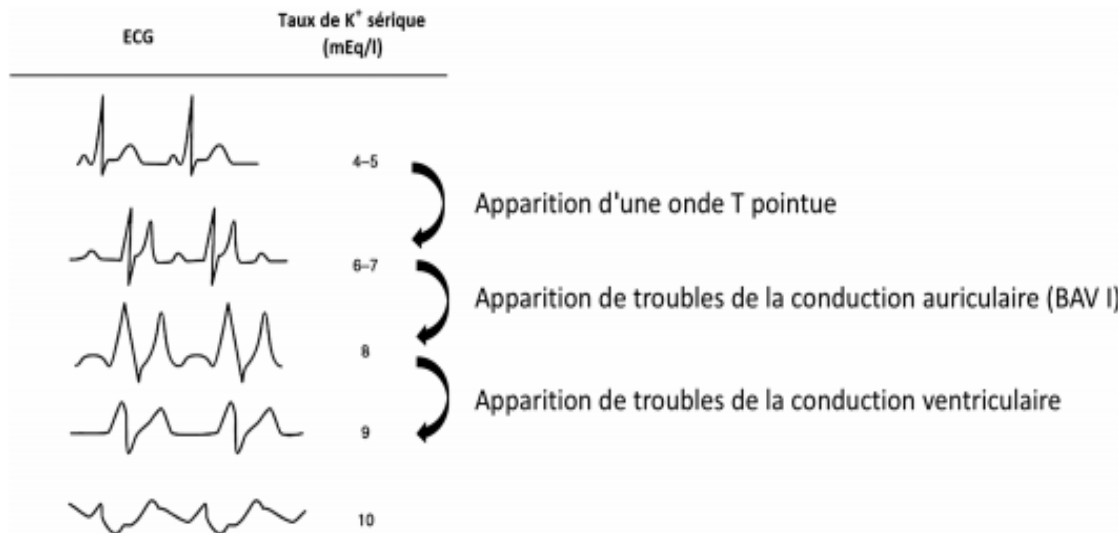 ECG
Taux de K⁺ sérique
(mEq/l)
4–5
Apparition d'une onde T pointue
6–7
Apparition de troubles de la conduction auriculaire (BAV I)
8
Apparition de troubles de la conduction ventriculaire
9
10